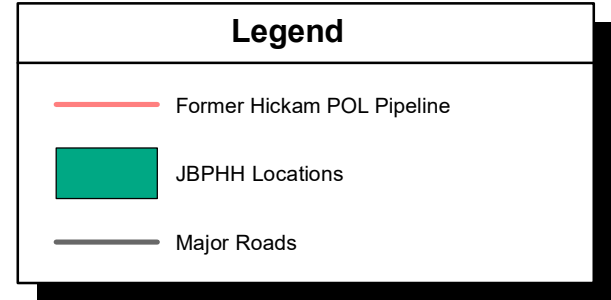 Legend
Former Hickam POL Pipeline
JBPHH Locations
Major Roads